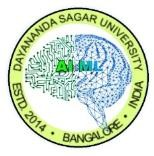 DAYANANDA SAGAR UNIVERSITY
AI ML
ESTD 2014 * BANGALORE * INDIA